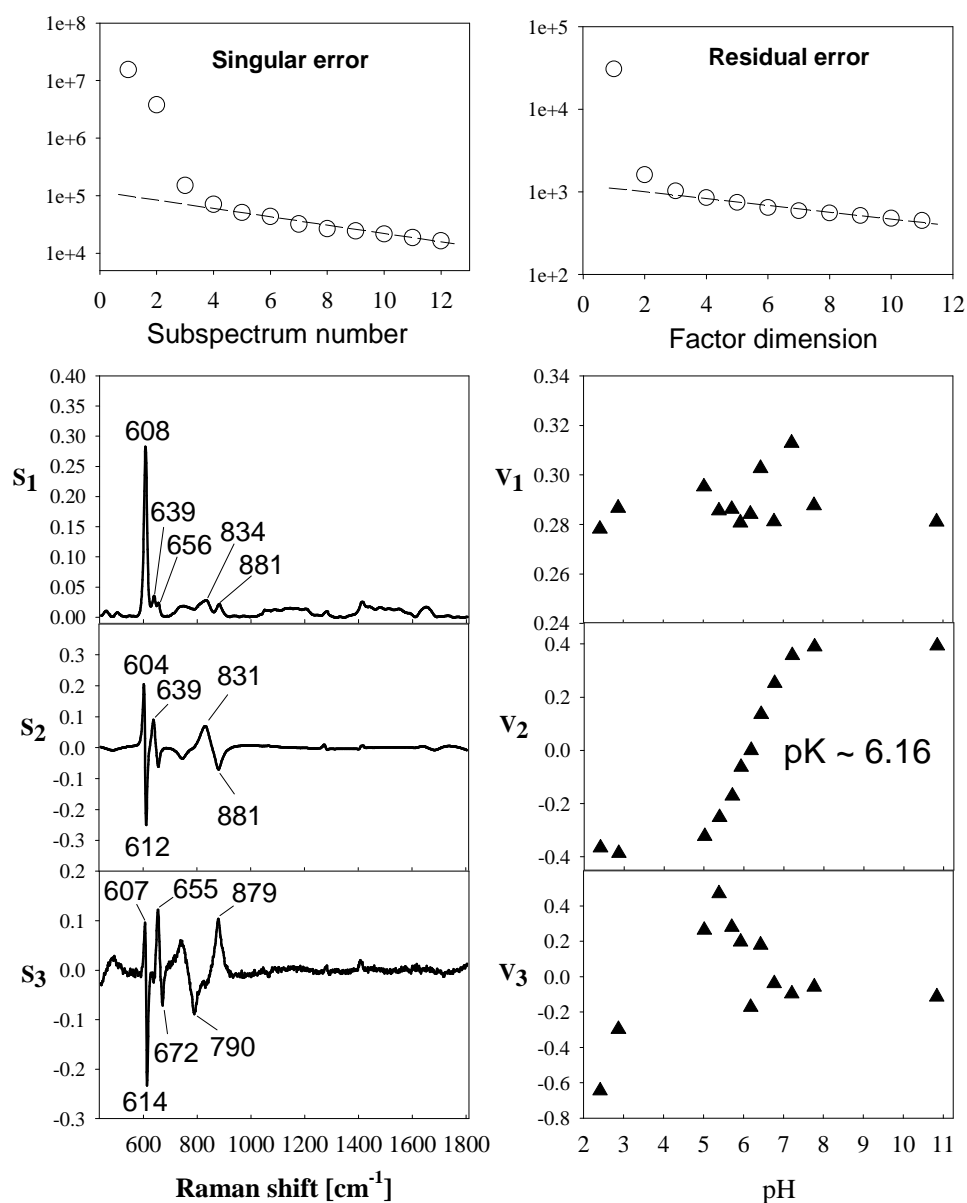 Singular error
1e+8
1e+7
1e+6
1e+5
1e+4
0 2 4 6 8 10 12
Subspectrum number
Residual error
1e+5
1e+4
1e+3
1e+2
0 2 4 6 8 10 12
Factor dimension
S1
0.40
0.35
0.30
0.25
0.20
0.15
0.10
0.05
0.00
608
639
656
834
881
V1
0.34
0.32
0.30
0.28
0.26
0.24
S2
0.3
0.2
0.1
0.0
-0.1
-0.2
-0.3
0.2
604
639
831
881
612
V2
0.4
0.2
0.0
-0.2
-0.4
pK ~ 6.16
S3
0.1
0.0
-0.1
-0.2
-0.3
607
655
879
672
790
614
600 800 1000 1200 1400 1600 1800
Raman shift [cm-1]
V3
0.4
0.2
0.0
-0.2
-0.4
-0.6
-0.8
2 3 4 5 6 7 8 9 10 11
pH